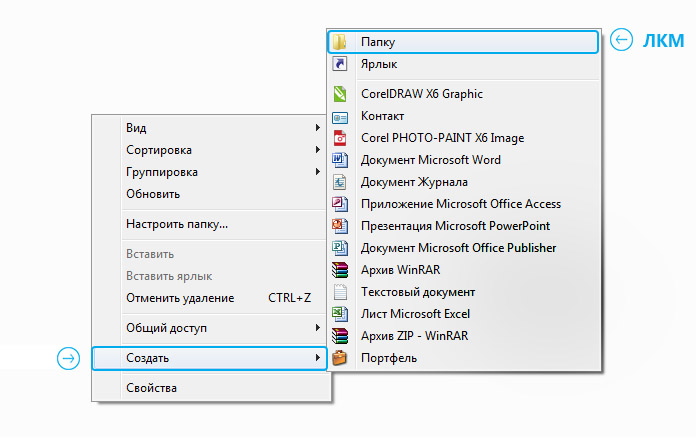 Вид
Сортировка
Группировка
Обновить
Настроить папку...
Вставить
Вставить ярлык
Отменить удаление CTRL+Z
Общий доступ
Создать
Свойства
Папку
ЛКМ
Ярлык
CorelDRAW X6 Graphic
Контакт
Corel PHOTO-PAINT X6 Image
Документ Microsoft Word
Документ Журнала
Приложение Microsoft Office Access
Презентация Microsoft PowerPoint
Документ Microsoft Office Publisher
Архив WinRAR
Текстовый документ
Лист Microsoft Excel
Архив ZIP - WinRAR
Портфель